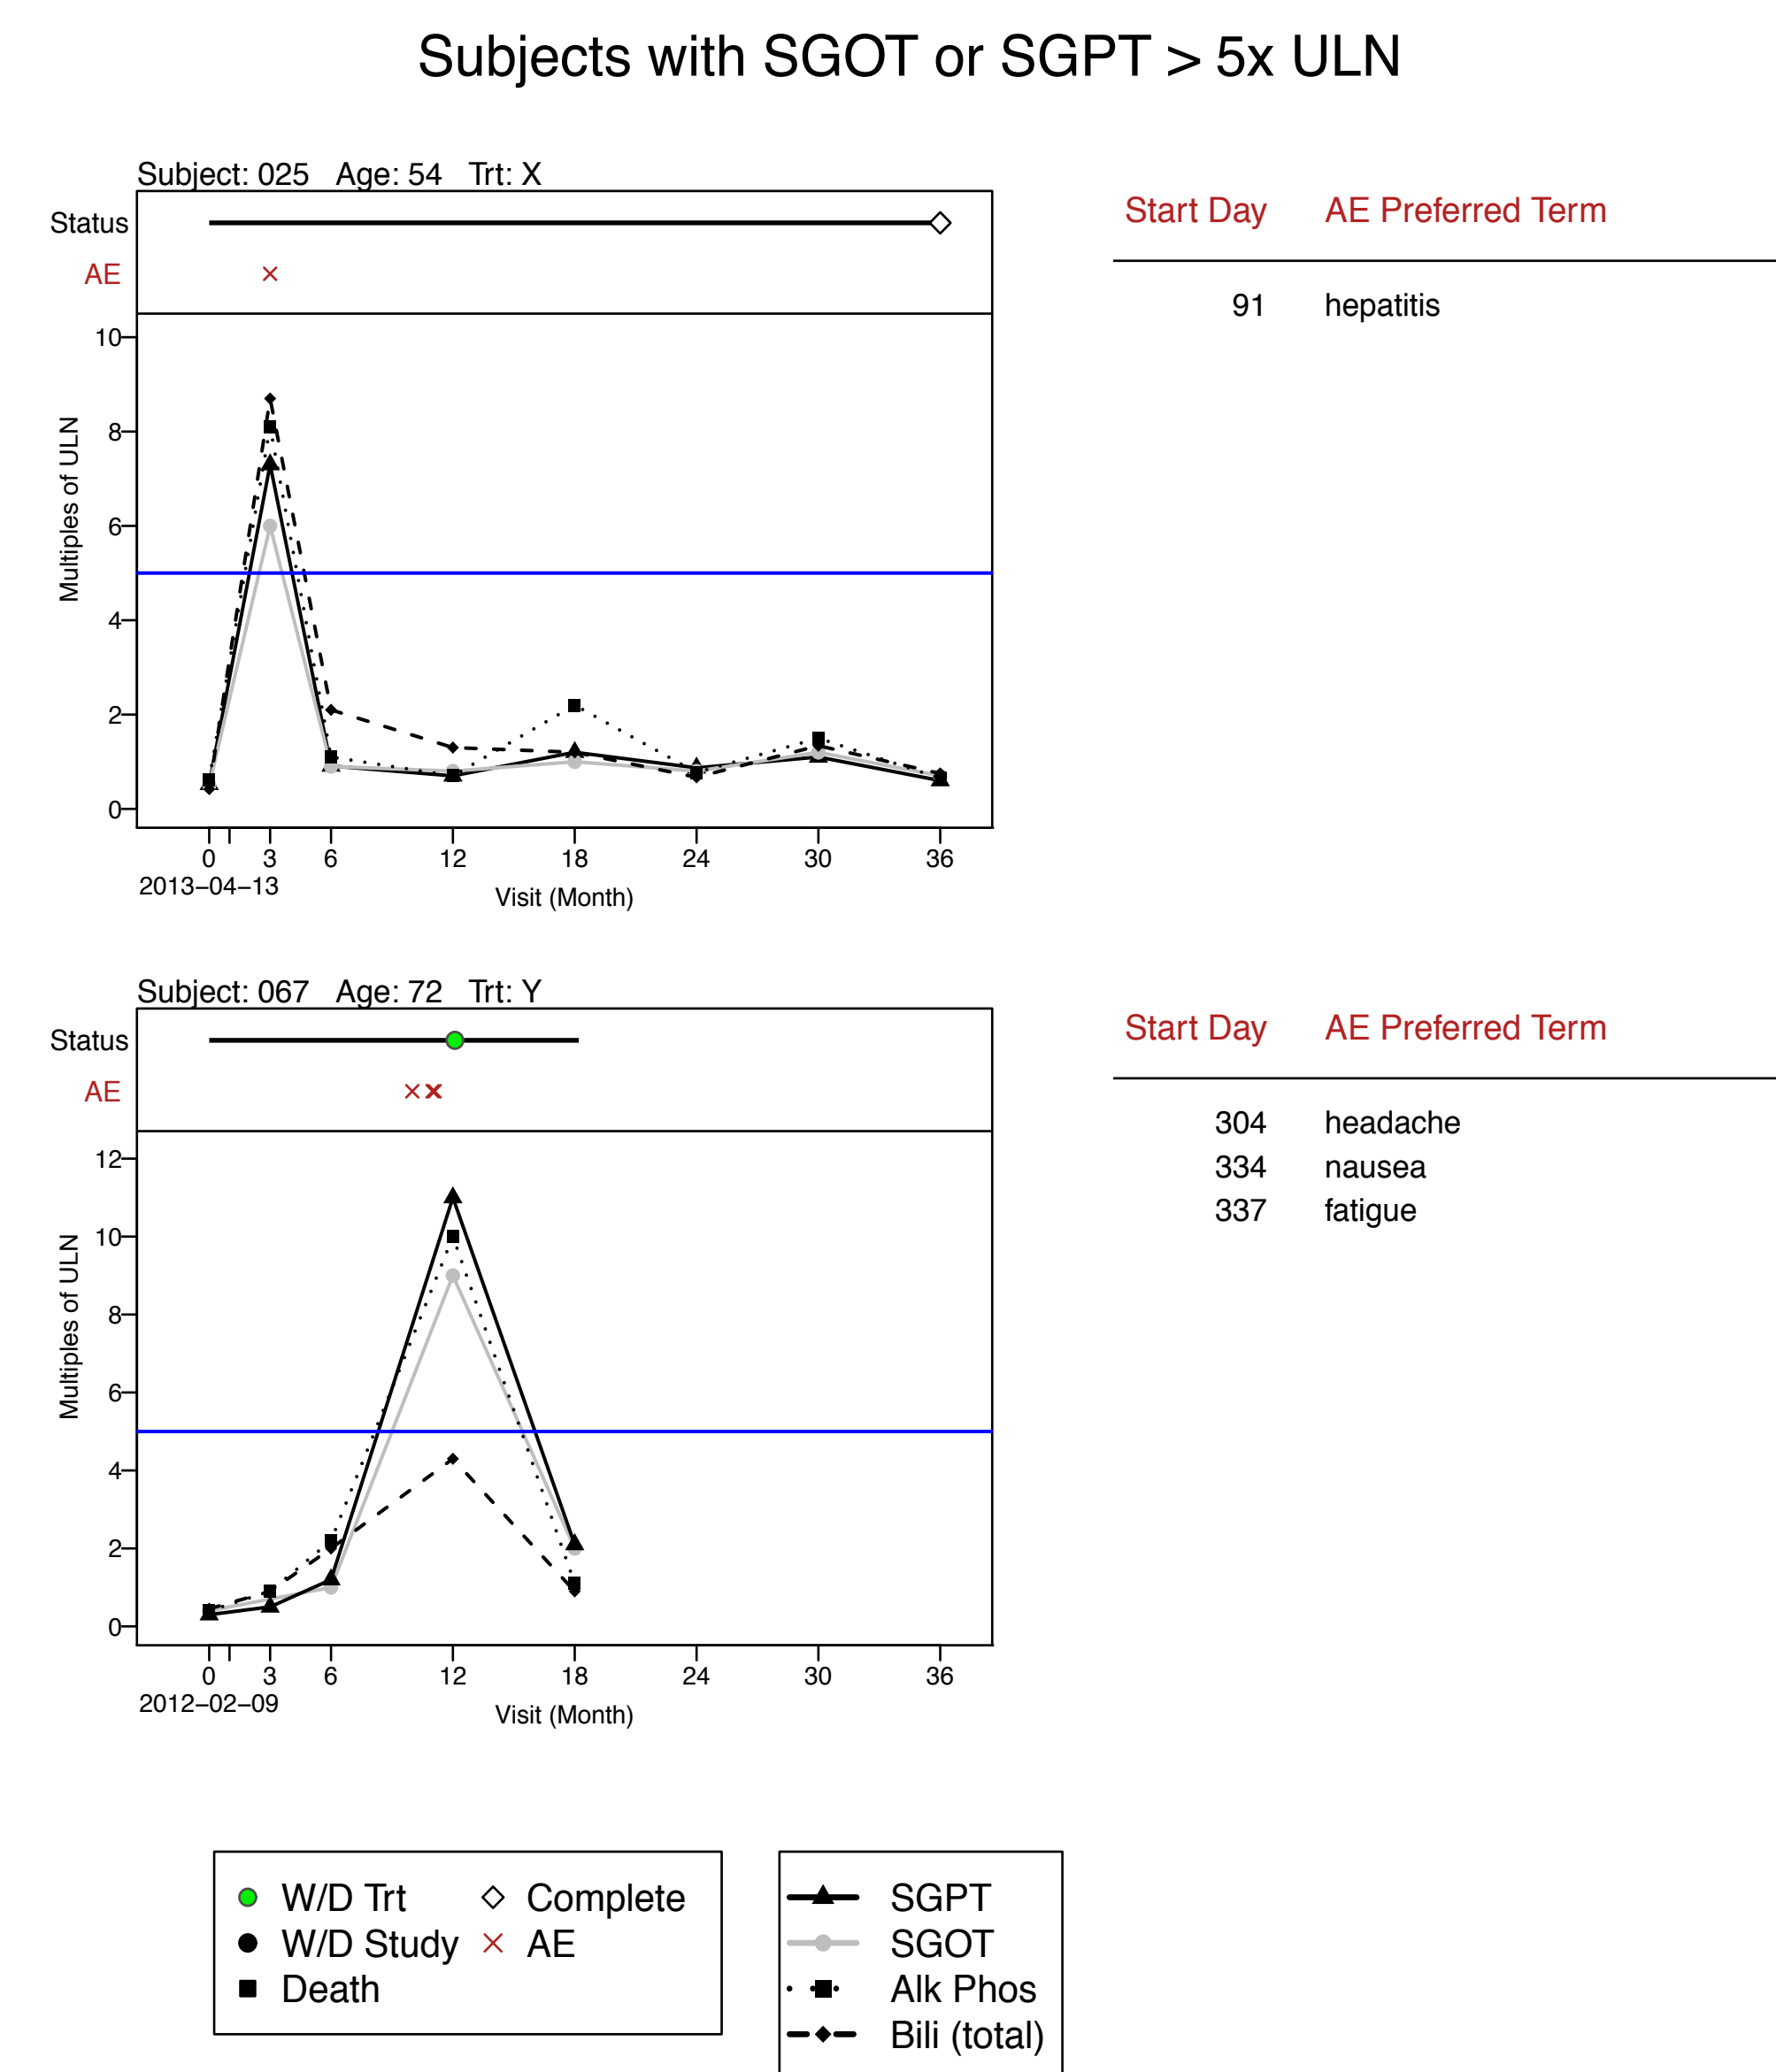 Subjects with SGOT or SGPT > 5x ULN
Subject: 025 Age: 54 Trt: X
Status
AE
Start Day AE Preferred Term
91 hepatitis
Multiples of ULN
10
8
6
4
2
0
0 3 6 12 18 24 30 36
2013–04–13
Visit (Month)
Subject: 067 Age: 72 Trt: Y
Status
AE
Start Day AE Preferred Term
304 headache
334 nausea
337 fatigue
Multiples of ULN
12
10
8
6
4
2
0
0 3 6 12 18 24 30 36
2012–02–09
Visit (Month)
W/D Trt Complete
W/D Study AE
Death
SGPT
SGOT
Alk Phos
Bili (total)